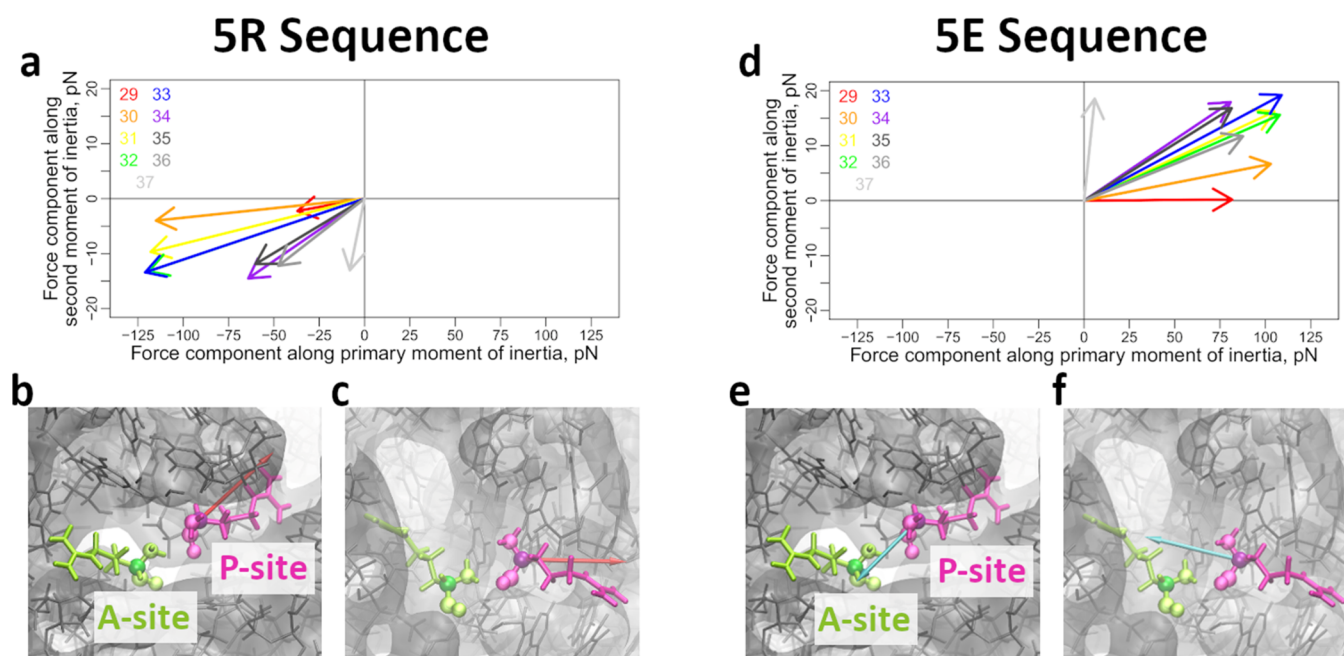 5R Sequence
a
Force component along
second moment of inertia, pN
20
10
0
−10
−20
29 33
30 34
31 35
32 36
37
−125 −100 −75 −50 −25 0 25 50 75 100 125
Force component along primary moment of inertia, pN
b
P-site
A-site
c
5E Sequence
d
Force component along
second moment of inertia, pN
20
10
0
−10
−20
29 33
30 34
31 35
32 36
37
−125 −100 −75 −50 −25 0 25 50 75 100 125
Force component along primary moment of inertia, pN
e
P-site
A-site
f